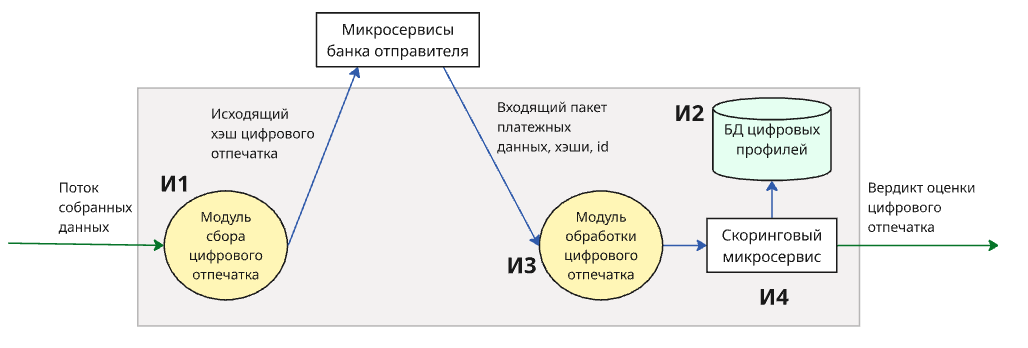 Микросервисы
банка отправителя
Исходящий
хэш цифрового
отпечатка
Входящий пакет
платежных
данных, хэши, id
И2
БД цифровых
профилей
И1
Поток
собранных
данных
Модуль
сбора
цифрового
отпечатка
Модуль
обработки
цифрового
отпечатка
И3
Скоринговый
микросервис
И4
Вердикт оценки
цифрового
отпечатка